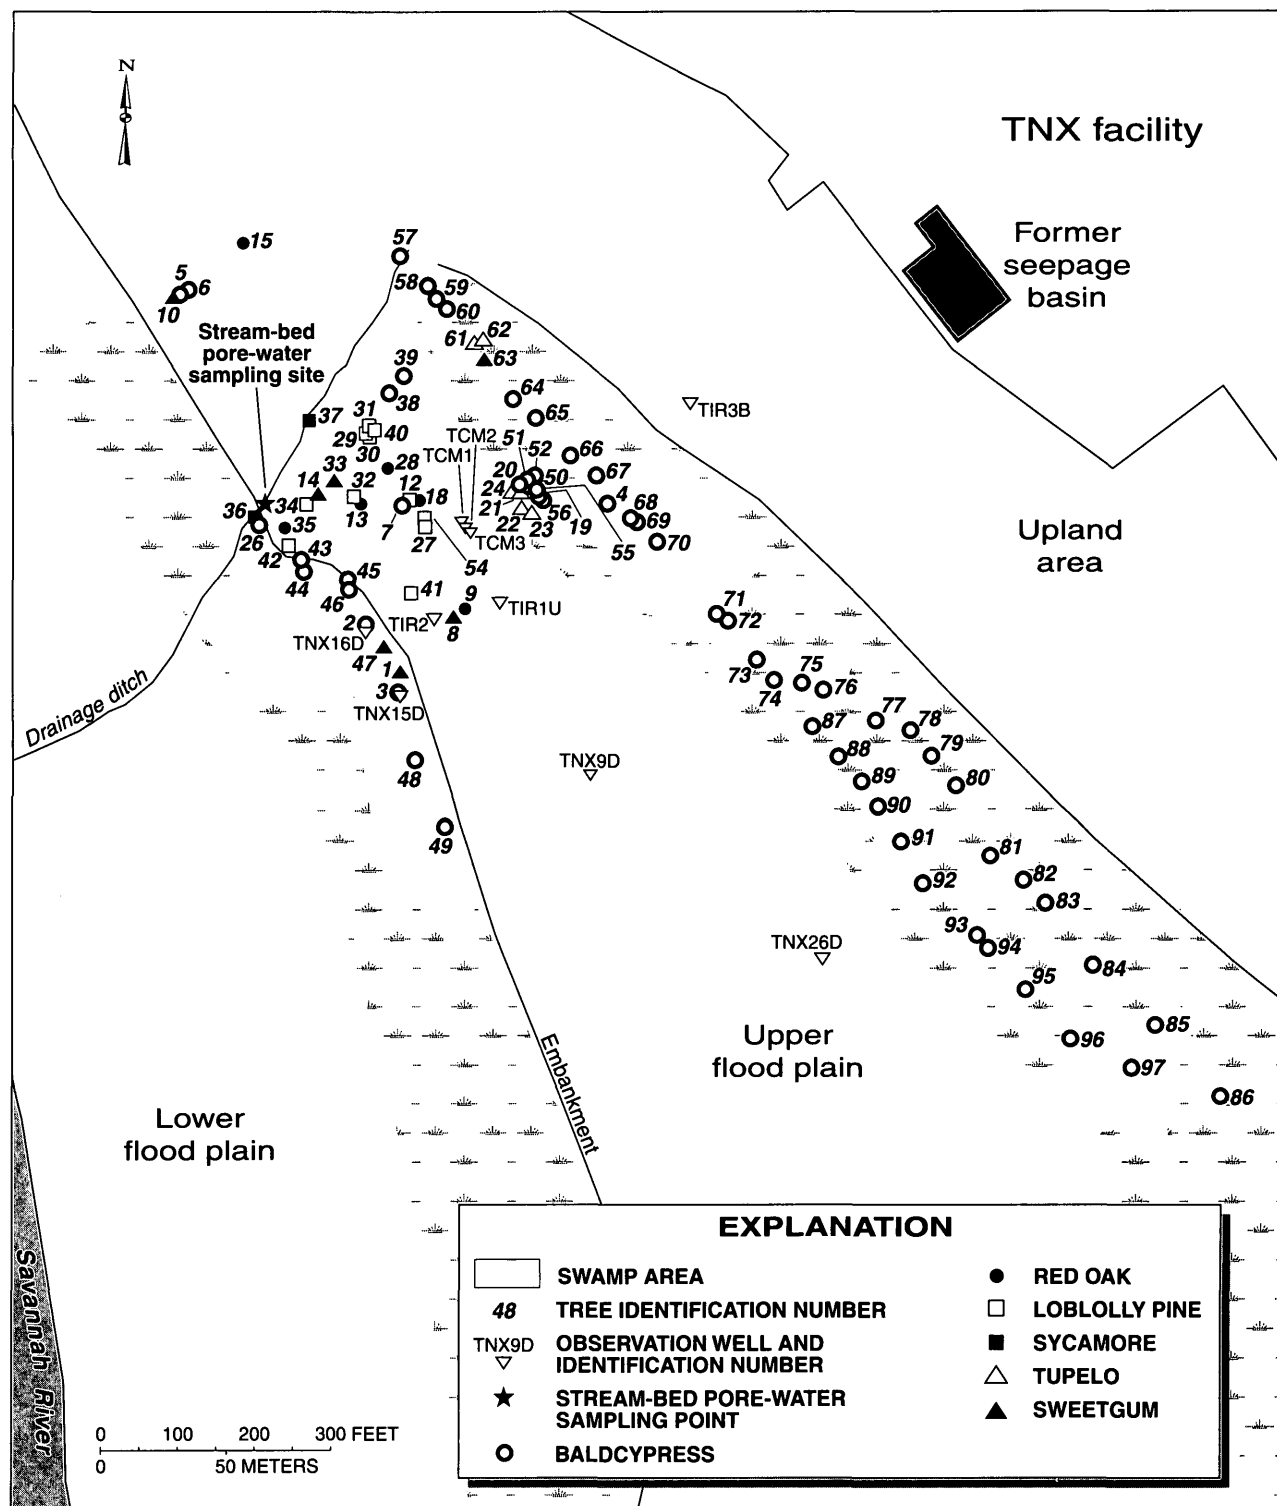 N
TNX facility
Former
seepage
basin
57
15
5
6
58
59
10
60
Stream-bed
pore-water
sampling site
62
61
63
39
64
38
TIR3B
31
37
65
40
TCM2
51
29
52
30
TCM1
66
33
28
20
50
67
14
32
12
24
4
34
18
68
36
13
21
56
19
69
35
7
22
23
26
27
TCM3
55
70
42
43
54
44
45
46
41
9
TIR1U
71
2
TIR2
72
TNX16D
8
47
1
73
75
3
74
76
TNX15D
Upland
area
Drainage ditch
87
77
78
88
79
48
TNX9D
89
80
90
49
91
81
92
82
83
93
TNX26D
94
84
95
85
96
Upper
flood plain
97
86
Embankment
Lower
flood plain
Savannah River
EXPLANATION
SWAMP AREA
48 TREE IDENTIFICATION NUMBER
TNX9D OBSERVATION WELL AND
IDENTIFICATION NUMBER
STREAM-BED PORE-WATER
SAMPLING POINT
BALDCYPRESS
RED OAK
LOBLOLLY PINE
SYCAMORE
TUPELO
SWEETGUM
0 100 200 300 FEET
0 50 METERS